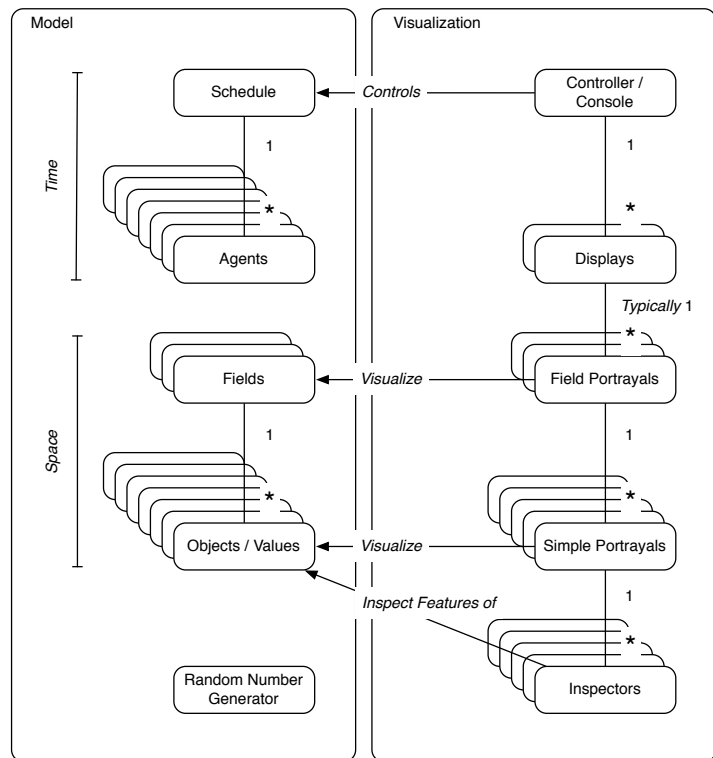 Model
Visualization
Schedule
Controls
Controller /
Console
1
1
Time
*
*
Agents
Displays
Typically 1
*
Fields
Visualize
Field Portrayals
1
1
Space
*
*
Objects / Values
Visualize
Simple Portrayals
1
Inspect Features of
*
Random Number
Generator
Inspectors